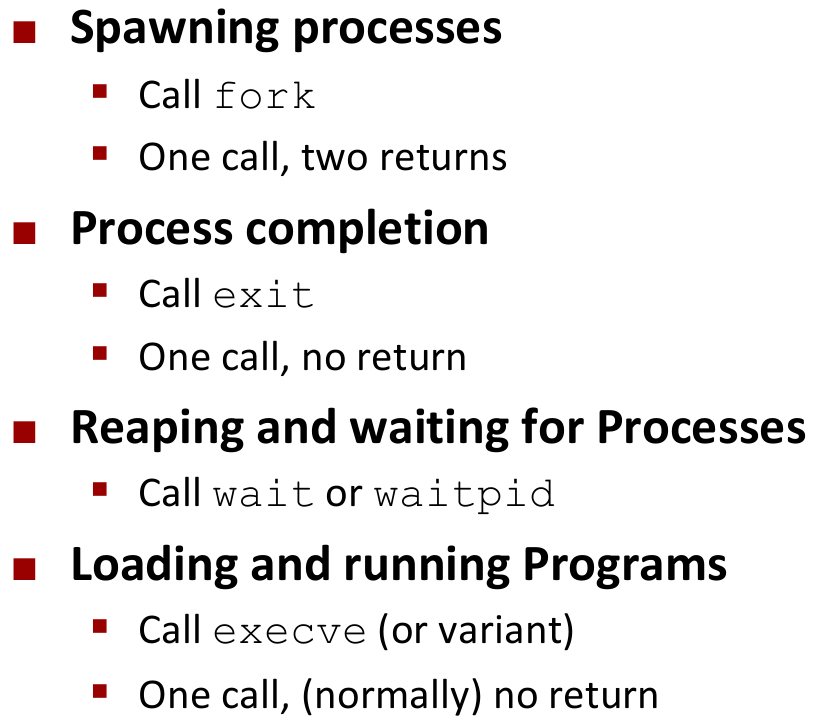 Spawning processes
Call fork
One call, two returns
Process completion
Call exit
One call, no return
Reaping and waiting for Processes
Call wait or waitpid
Loading and running Programs
Call execve (or variant)
One call, (normally) no return